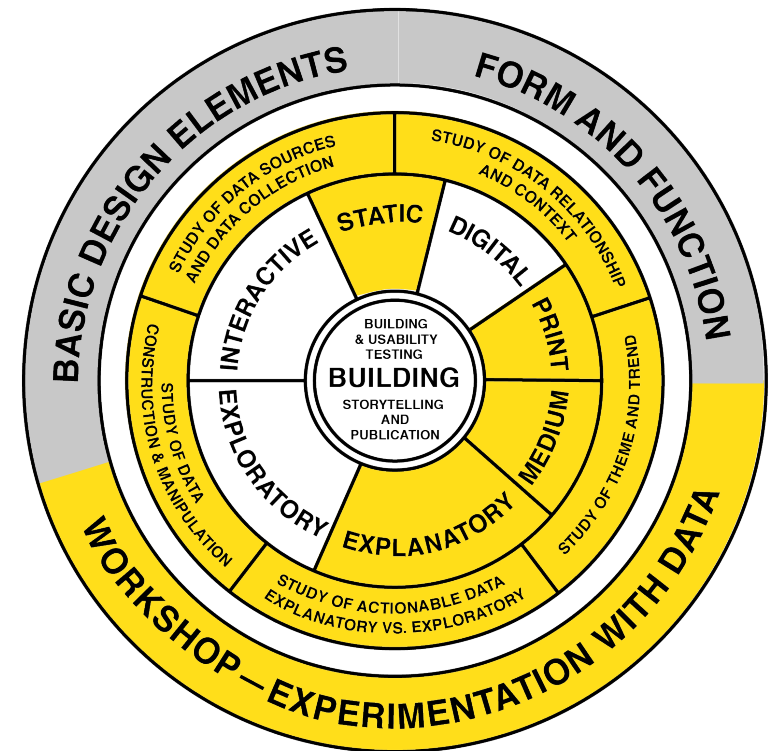 BASIC DESIGN ELEMENTS
FORM AND FUNCTION
WORKSHOP—EXPERIMENTATION WITH DATA
STUDY OF DATA SOURCES
AND DATA COLLECTION
STUDY OF DATA RELATIONSHIP
AND CONTEXT
STUDY OF THEME AND TREND
STUDY OF ACTIONABLE DATA
EXPLANATORY VS. EXPLORATORY
STUDY OF DATA
CONSTRUCTION & MANIPULATION
STATIC
DIGITAL
PRINT
MEDIUM
EXPLANATORY
EXPLORATORY
INTERACTIVE
BUILDING
& USABILITY
TESTING
BUILDING
STORYTELLING
AND
PUBLICATION